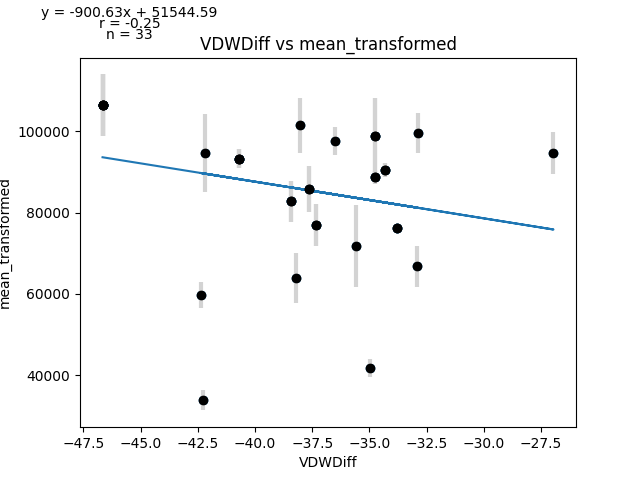 y = -900.63x + 51544.59
r = -0.25
n = 33
VDWDiff vs mean_transformed
mean_transformed
100000
80000
60000
40000
−47.5 −45.0 −42.5 −40.0 −37.5 −35.0 −32.5 −30.0 −27.5
VDWDiff